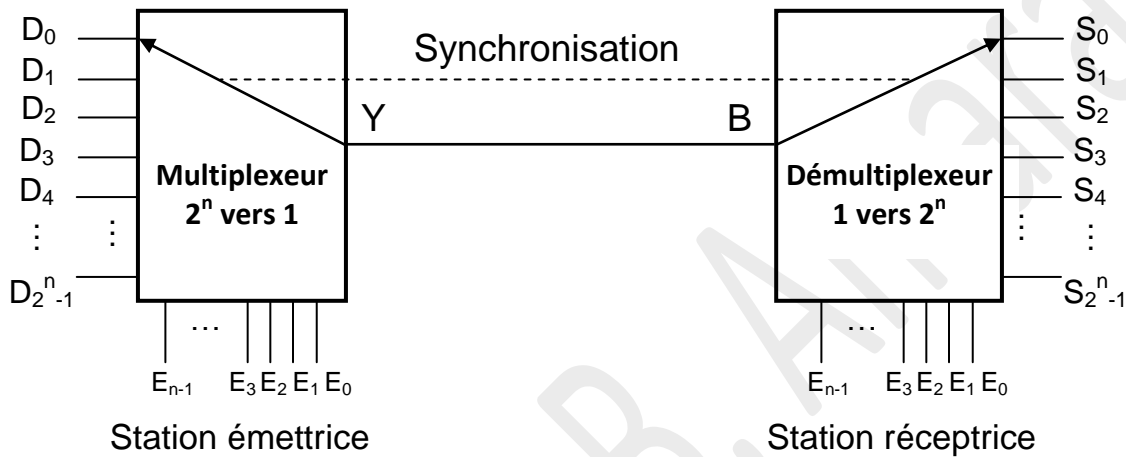 D₀
D₁
D₂
D₃
D₄
⋮ ⋮
D₂ⁿ₋₁
Multiplexeur
2ⁿ vers 1
Eₙ₋₁ ... E₃ E₂ E₁ E₀
Station émettrice
Synchronisation
Y B
Démultiplexeur
1 vers 2ⁿ
S₀
S₁
S₂
S₃
S₄
⋮ ⋮
S₂ⁿ₋₁
Eₙ₋₁ ... E₃ E₂ E₁ E₀
Station réceptrice